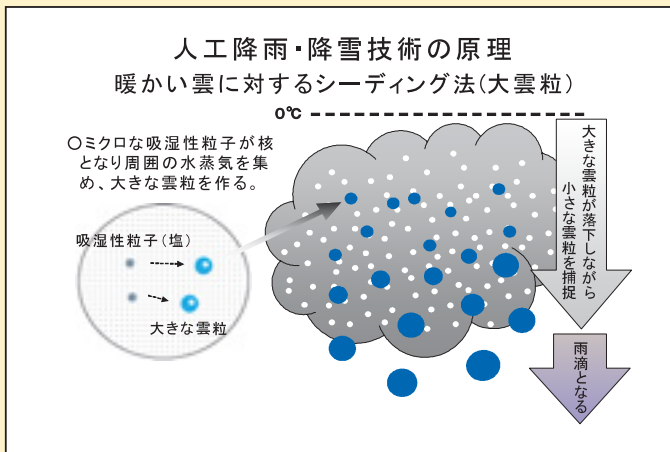 人工降雨・降雪技術の原理
暖かい雲に対するシーディング法(大雲粒)
0℃
○ミクロな吸湿性粒子が核
となり周囲の水蒸気を集
め、大きな雲粒を作る。
吸湿性粒子(塩)
大きな雲粒
大きな雲粒が落下しながら
小さな雲粒を捕捉
雨滴となる